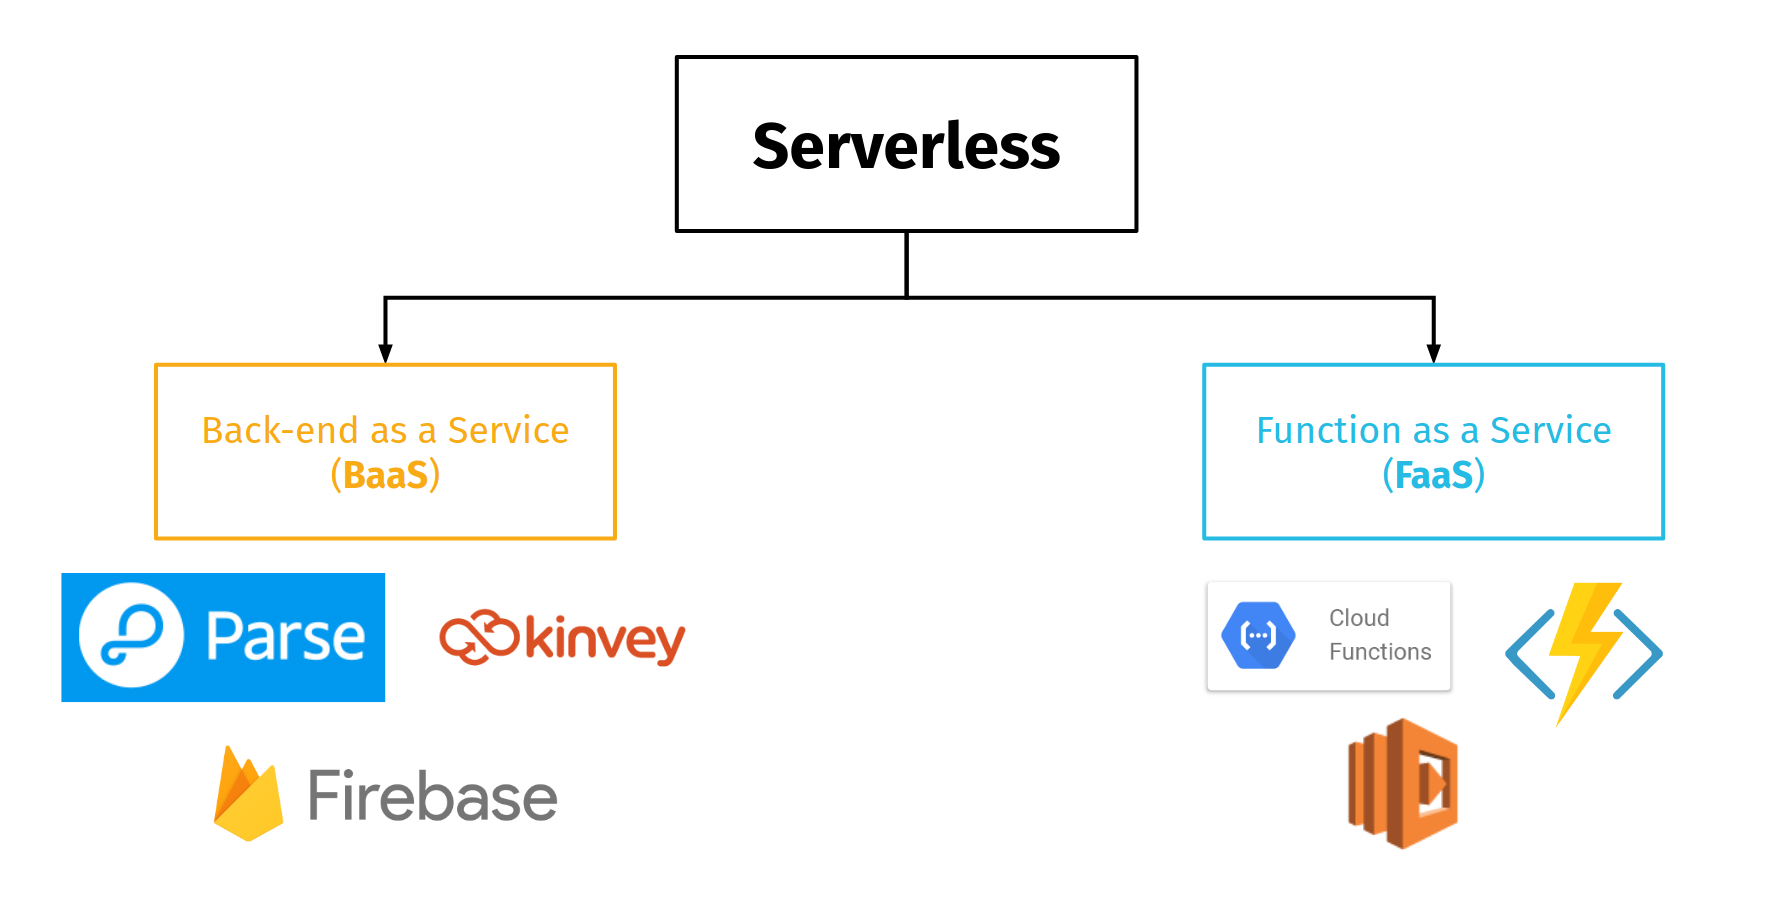 Serverless
Back-end as a Service
(BaaS)
Function as a Service
(FaaS)
Parse
kinvey
Cloud
Functions
Firebase